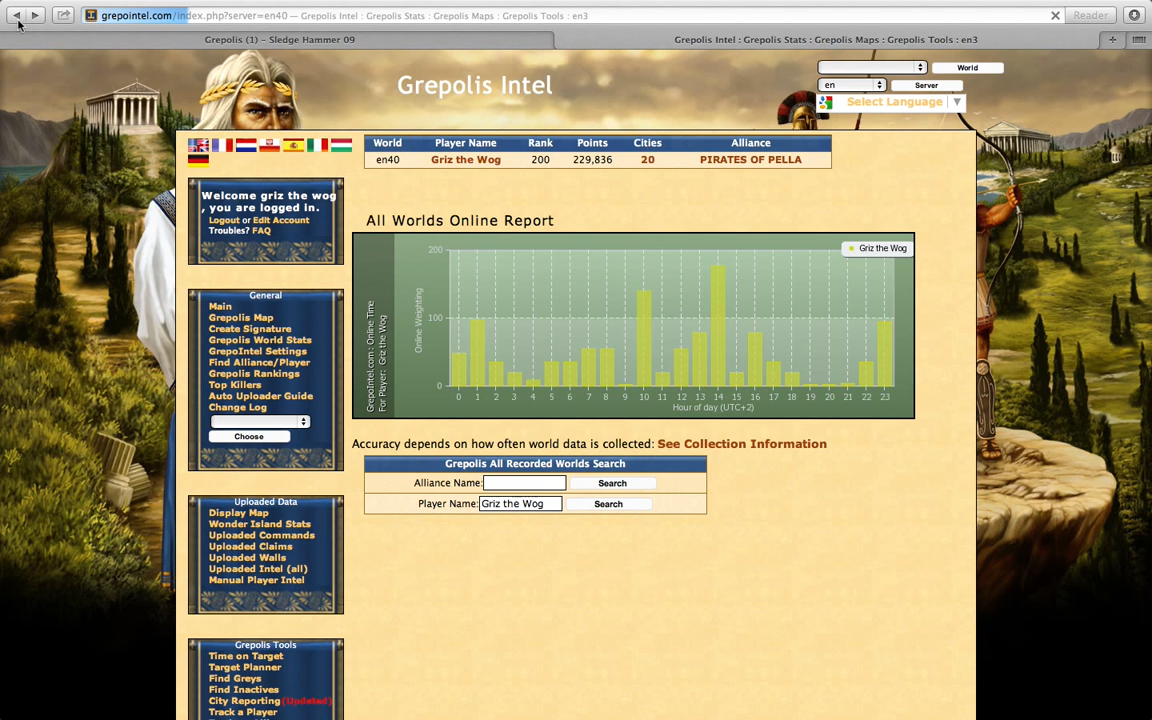 grepointel.com/index.php?server=en40 — Grepolis Intel : Grepolis Stats : Grepolis Maps : Grepolis Tools : en3
Reader
Grepolis (1) – Sledge Hammer 09
Grepolis Intel : Grepolis Stats : Grepolis Maps : Grepolis Tools : en3
Grepolis Intel
World
en
Server
Select Language
World Player Name Rank Points Cities Alliance
en40 Griz the Wog 200 229,836 20 PIRATES OF PELLA
Welcome griz the wog
, you are logged in.
Logout or Edit Account
Troubles? FAQ
General
Main
Grepolis Map
Create Signature
Grepolis World Stats
GrepoIntel Settings
Find Alliance/Player
Grepolis Rankings
Top Killers
Auto Uploader Guide
Change Log
Choose
Uploaded Data
Display Map
Wonder Island Stats
Uploaded Commands
Uploaded Claims
Uploaded Walls
Uploaded Intel (all)
Manual Player Intel
Grepolis Tools
Time on Target
Target Planner
Find Greys
Find Inactives
City Reporting(Updated)
Track a Player
All Worlds Online Report
GrepoIntel.com : Online Time
For Player: Griz the Wog
Online Weighting
200
100
0
Griz the Wog
0 1 2 3 4 5 6 7 8 9 10 11 12 13 14 15 16 17 18 19 20 21 22 23
Hour of day (UTC+2)
Accuracy depends on how often world data is collected: See Collection Information
Grepolis All Recorded Worlds Search
Alliance Name: Search
Player Name: Griz the Wog Search